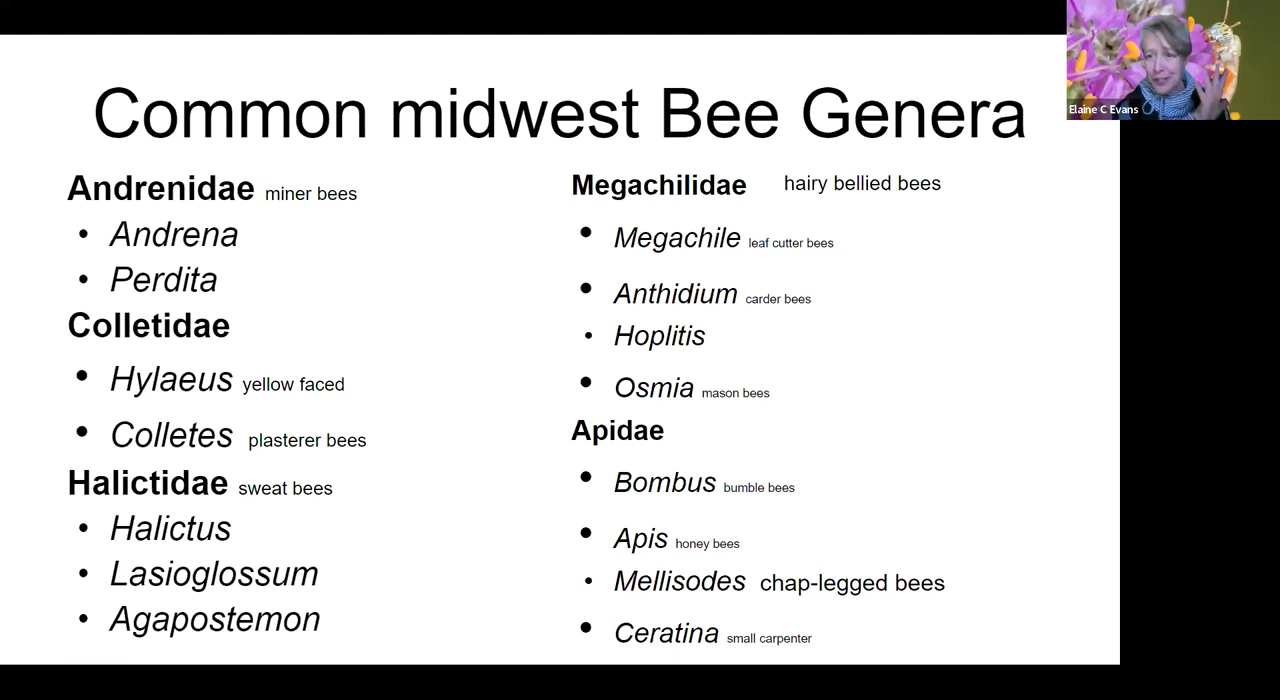 Common midwest Bee Genera
Elaine C Evans
Andrenidae miner bees
• Andrena
• Perdita
Colletidae
• Hylaeus yellow faced
• Colletes plasterer bees
Halictidae sweat bees
• Halictus
• Lasioglossum
• Agapostemon
Megachilidae hairy bellied bees
• Megachile leaf cutter bees
• Anthidium carder bees
• Hoplitis
• Osmia mason bees
Apidae
• Bombus bumble bees
• Apis honey bees
• Mellisodes chap-legged bees
• Ceratina small carpenter